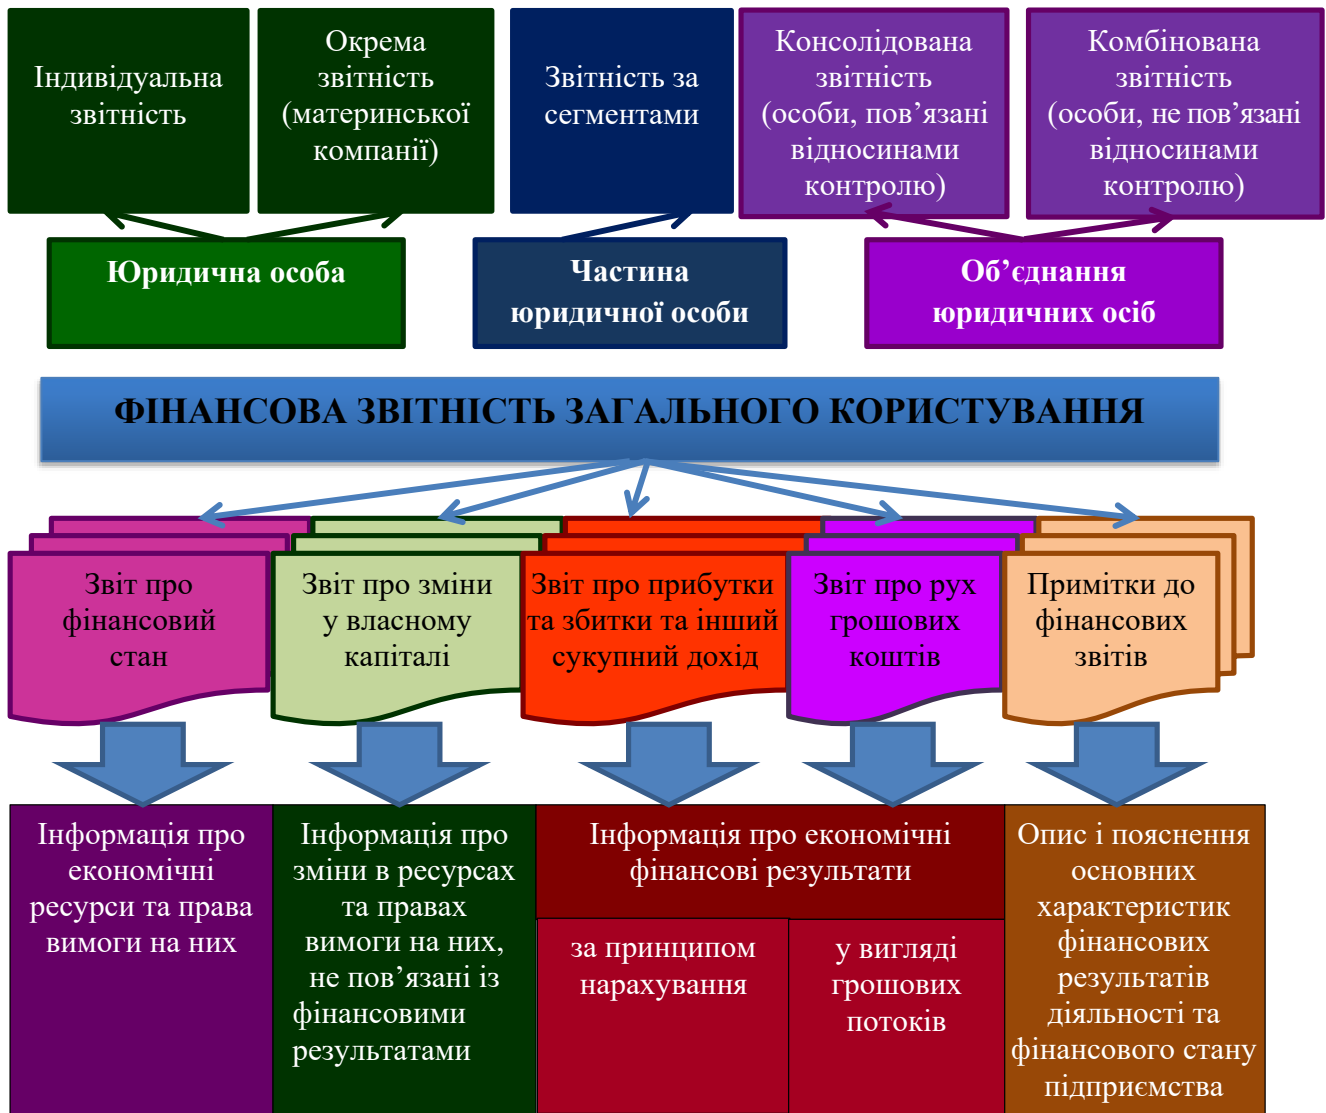 Індивідуальна
звітність
Окрема
звітність
(материнської
компанії)
Звітність за
сегментами
Консолідована
звітність
(особи, пов’язані
відносинами
контролю)
Комбінована
звітність
(особи, не пов’язані
відносинами
контролю)
Юридична особа
Частина
юридичної особи
Об’єднання
юридичних осіб
ФІНАНСОВА ЗВІТНІСТЬ ЗАГАЛЬНОГО КОРИСТУВАННЯ
Звіт про
фінансовий
стан
Звіт про зміни
у власному
капіталі
Звіт про прибутки
та збитки та інший
сукупний дохід
Звіт про рух
грошових
коштів
Примітки до
фінансових
звітів
Інформація про
економічні
ресурси та права
вимоги на них
Інформація про
зміни в ресурсах
та правах
вимоги на них,
не пов’язані із
фінансовими
результатами
Інформація про економічні
фінансові результати
за принципом
нарахування
у вигляді
грошових
потоків
Опис і пояснення
основних
характеристик
фінансових
результатів
діяльності та
фінансового стану
підприємства